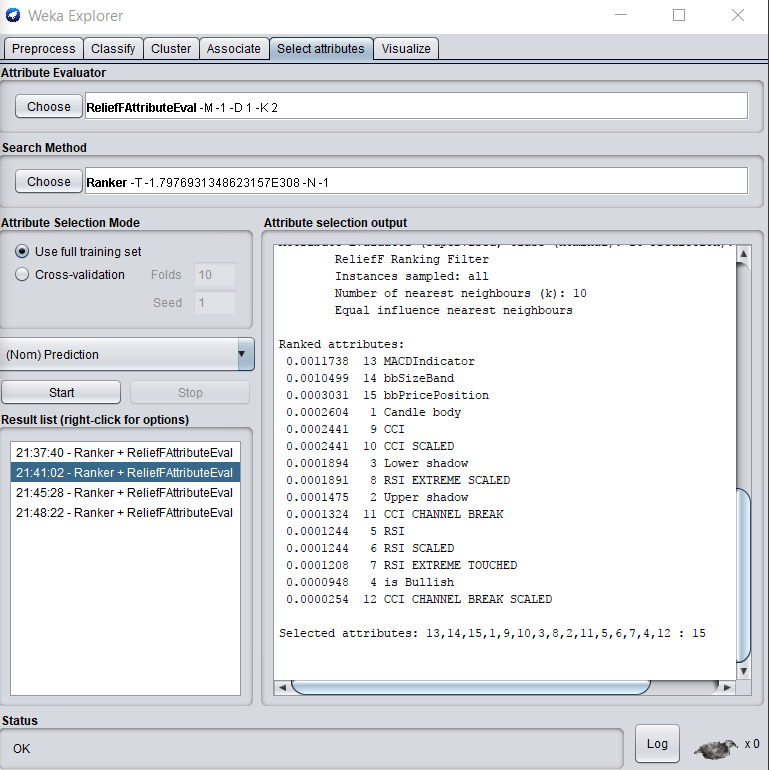 Weka Explorer
Preprocess Classify Cluster Associate Select attributes Visualize
Attribute Evaluator
Choose ReliefFAttributeEval -M -1 -D 1 -K 2
Search Method
Choose Ranker -T -1.7976931348623157E308 -N -1
Attribute Selection Mode
Use full training set
Cross-validation Folds 10
Seed 1
(Nom) Prediction
Start Stop
Result list (right-click for options)
21:37:40 - Ranker + ReliefFAttributeEval
21:41:02 - Ranker + ReliefFAttributeEval
21:45:28 - Ranker + ReliefFAttributeEval
21:48:22 - Ranker + ReliefFAttributeEval
Attribute selection output
ReliefF Ranking Filter
Instances sampled: all
Number of nearest neighbours (k): 10
Equal influence nearest neighbours
Ranked attributes:
0.0011738 13 MACDIndicator
0.0010499 14 bbSizeBand
0.0003031 15 bbPricePosition
0.0002604 1 Candle body
0.0002441 9 CCI
0.0002441 10 CCI SCALED
0.0001894 3 Lower shadow
0.0001891 8 RSI EXTREME SCALED
0.0001475 2 Upper shadow
0.0001324 11 CCI CHANNEL BREAK
0.0001244 5 RSI
0.0001244 6 RSI SCALED
0.0001208 7 RSI EXTREME TOUCHED
0.0000948 4 is Bullish
0.0000254 12 CCI CHANNEL BREAK SCALED
Selected attributes: 13,14,15,1,9,10,3,8,2,11,5,6,7,4,12 : 15
Status
OK
Log
x 0